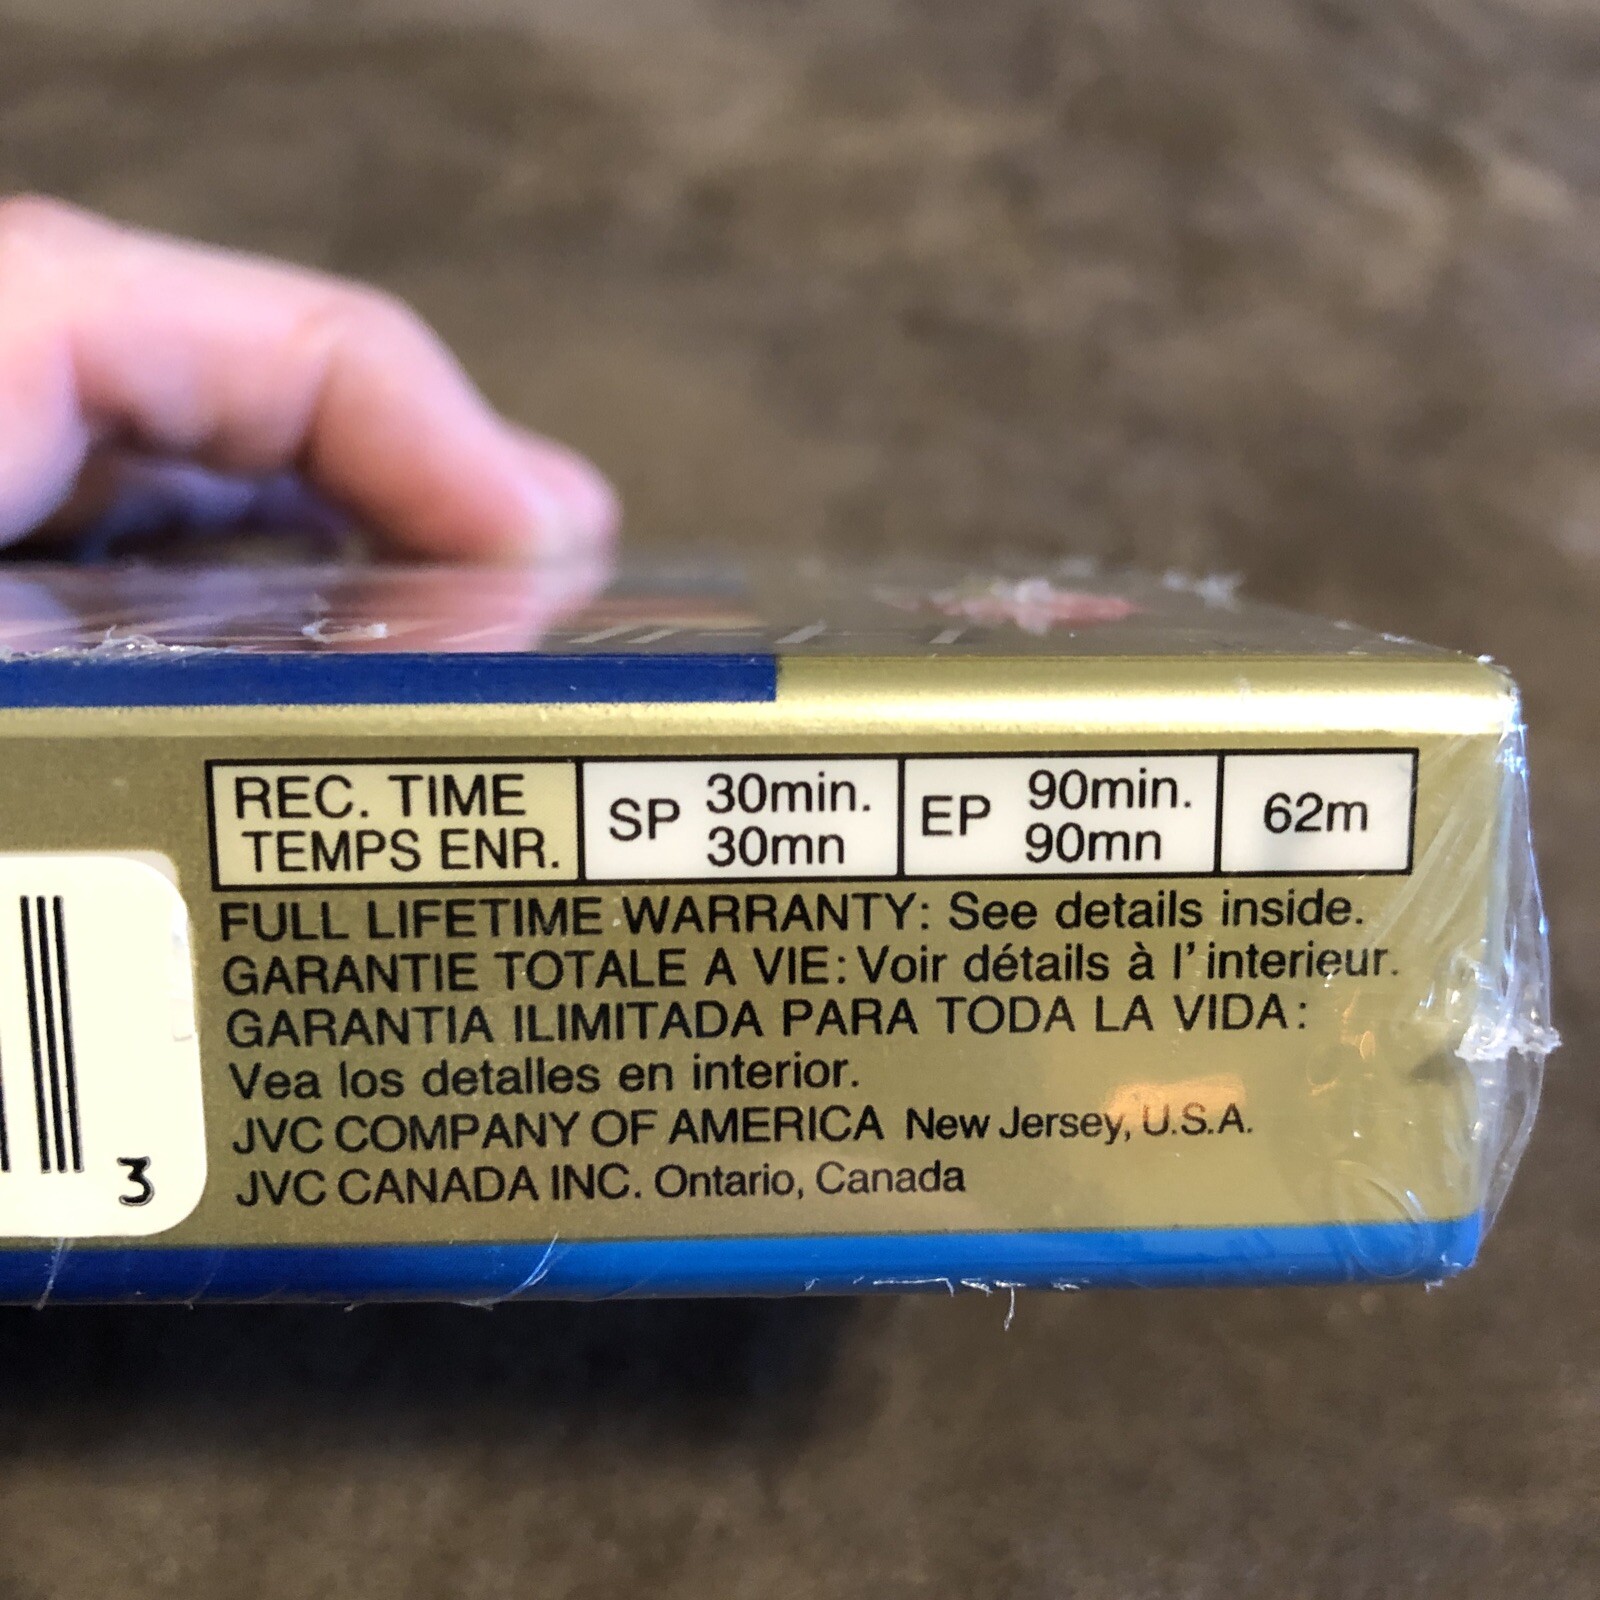 REC. TIME SP 30min. EP 90min. 62m
TEMPS ENR. 30mn 90mn
FULL LIFETIME WARRANTY: See details inside.
GARANTIE TOTALE A VIE: Voir détails à l'interieur.
GARANTIA ILIMITADA PARA TODA LA VIDA:
Vea los detalles en interior.
JVC COMPANY OF AMERICA New Jersey, U.S.A.
JVC CANADA INC. Ontario, Canada
3